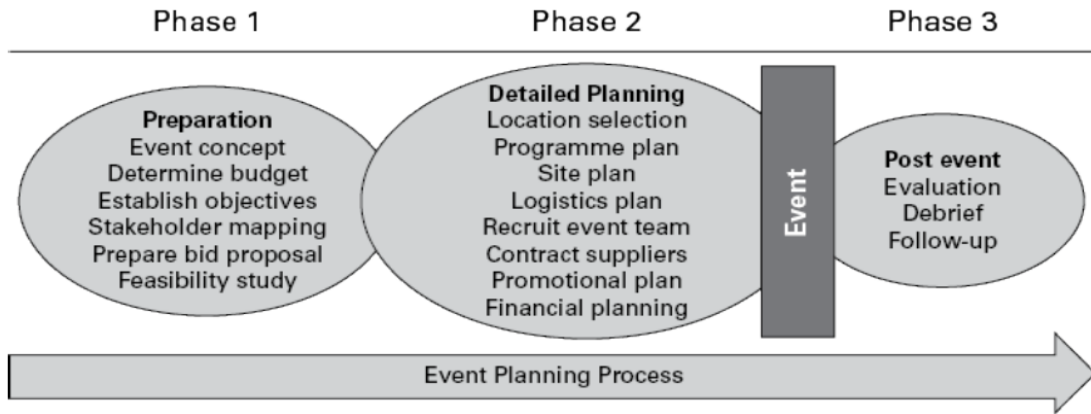 Phase 1
Phase 2
Phase 3
Preparation
Event concept
Determine budget
Establish objectives
Stakeholder mapping
Prepare bid proposal
Feasibility study
Detailed Planning
Location selection
Programme plan
Site plan
Logistics plan
Recruit event team
Contract suppliers
Promotional plan
Financial planning
Event
Post event
Evaluation
Debrief
Follow-up
Event Planning Process